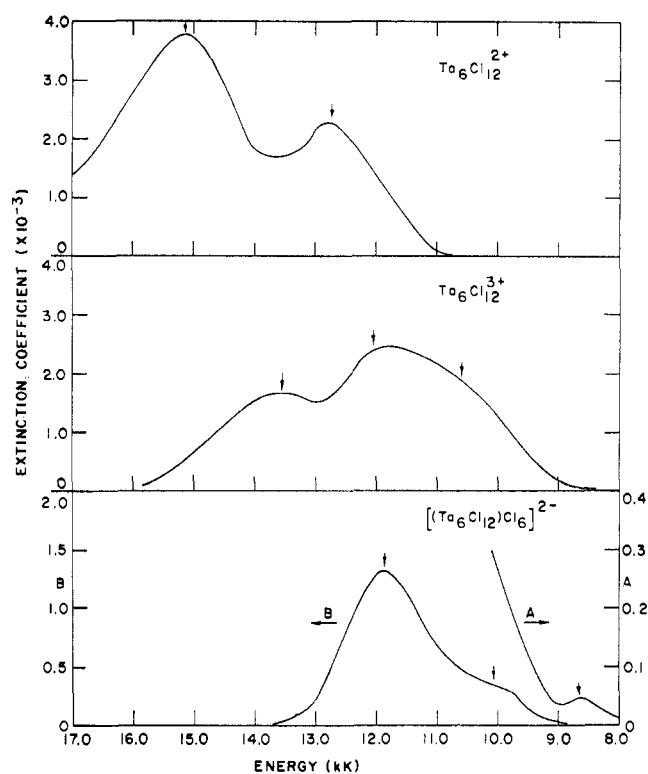 4.0
3.0
2.0
1.0
0
Ta6Cl12 2+
4.0
3.0
2.0
1.0
0
Ta6Cl12 3+
EXTINCTION COEFFICIENT (X10-3)
2.0
1.5
B
1.0
0.5
0
[(Ta6Cl12)Cl6]2-
B
A
0.4
0.3
A
0.2
0.1
0
17.0 16.0 15.0 14.0 13.0 12.0 11.0 10.0 9.0 8.0
ENERGY (kK)